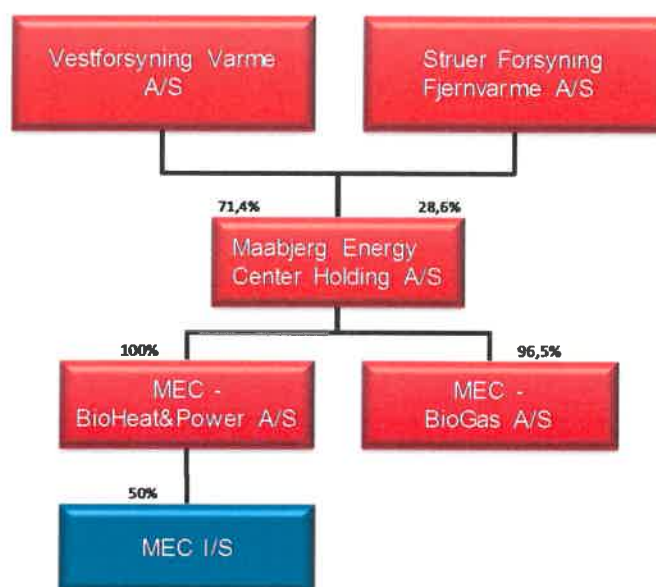 Vestforsyning Varme
A/S
Struer Forsyning
Fjernvarme A/S
71,4%
28,6%
Maabjerg Energy
Center Holding A/S
100%
96,5%
MEC -
BioHeat&Power A/S
MEC -
BioGas A/S
50%
MEC I/S